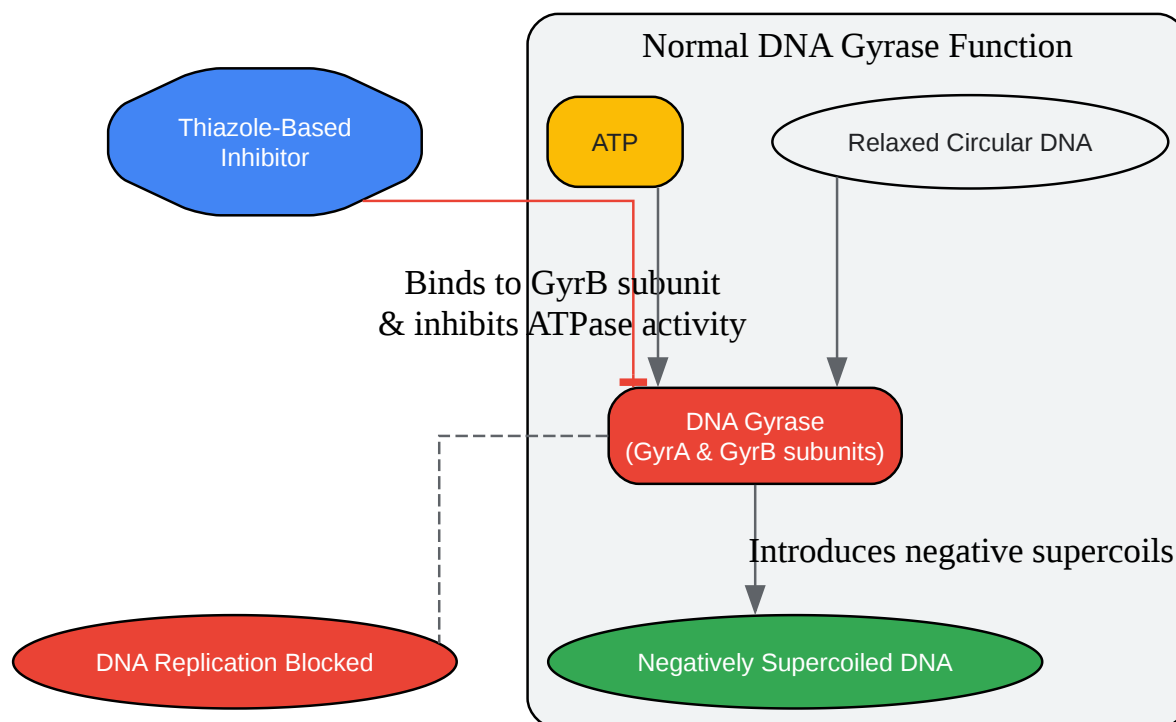 Normal DNA Gyrase Function
Thiazole-Based
Inhibitor
ATP
Relaxed Circular DNA
Binds to GyrB subunit
& inhibits ATPase activity
DNA Gyrase
(GyrA & GyrB subunits)
Introduces negative supercoils
DNA Replication Blocked
Negatively Supercoiled DNA